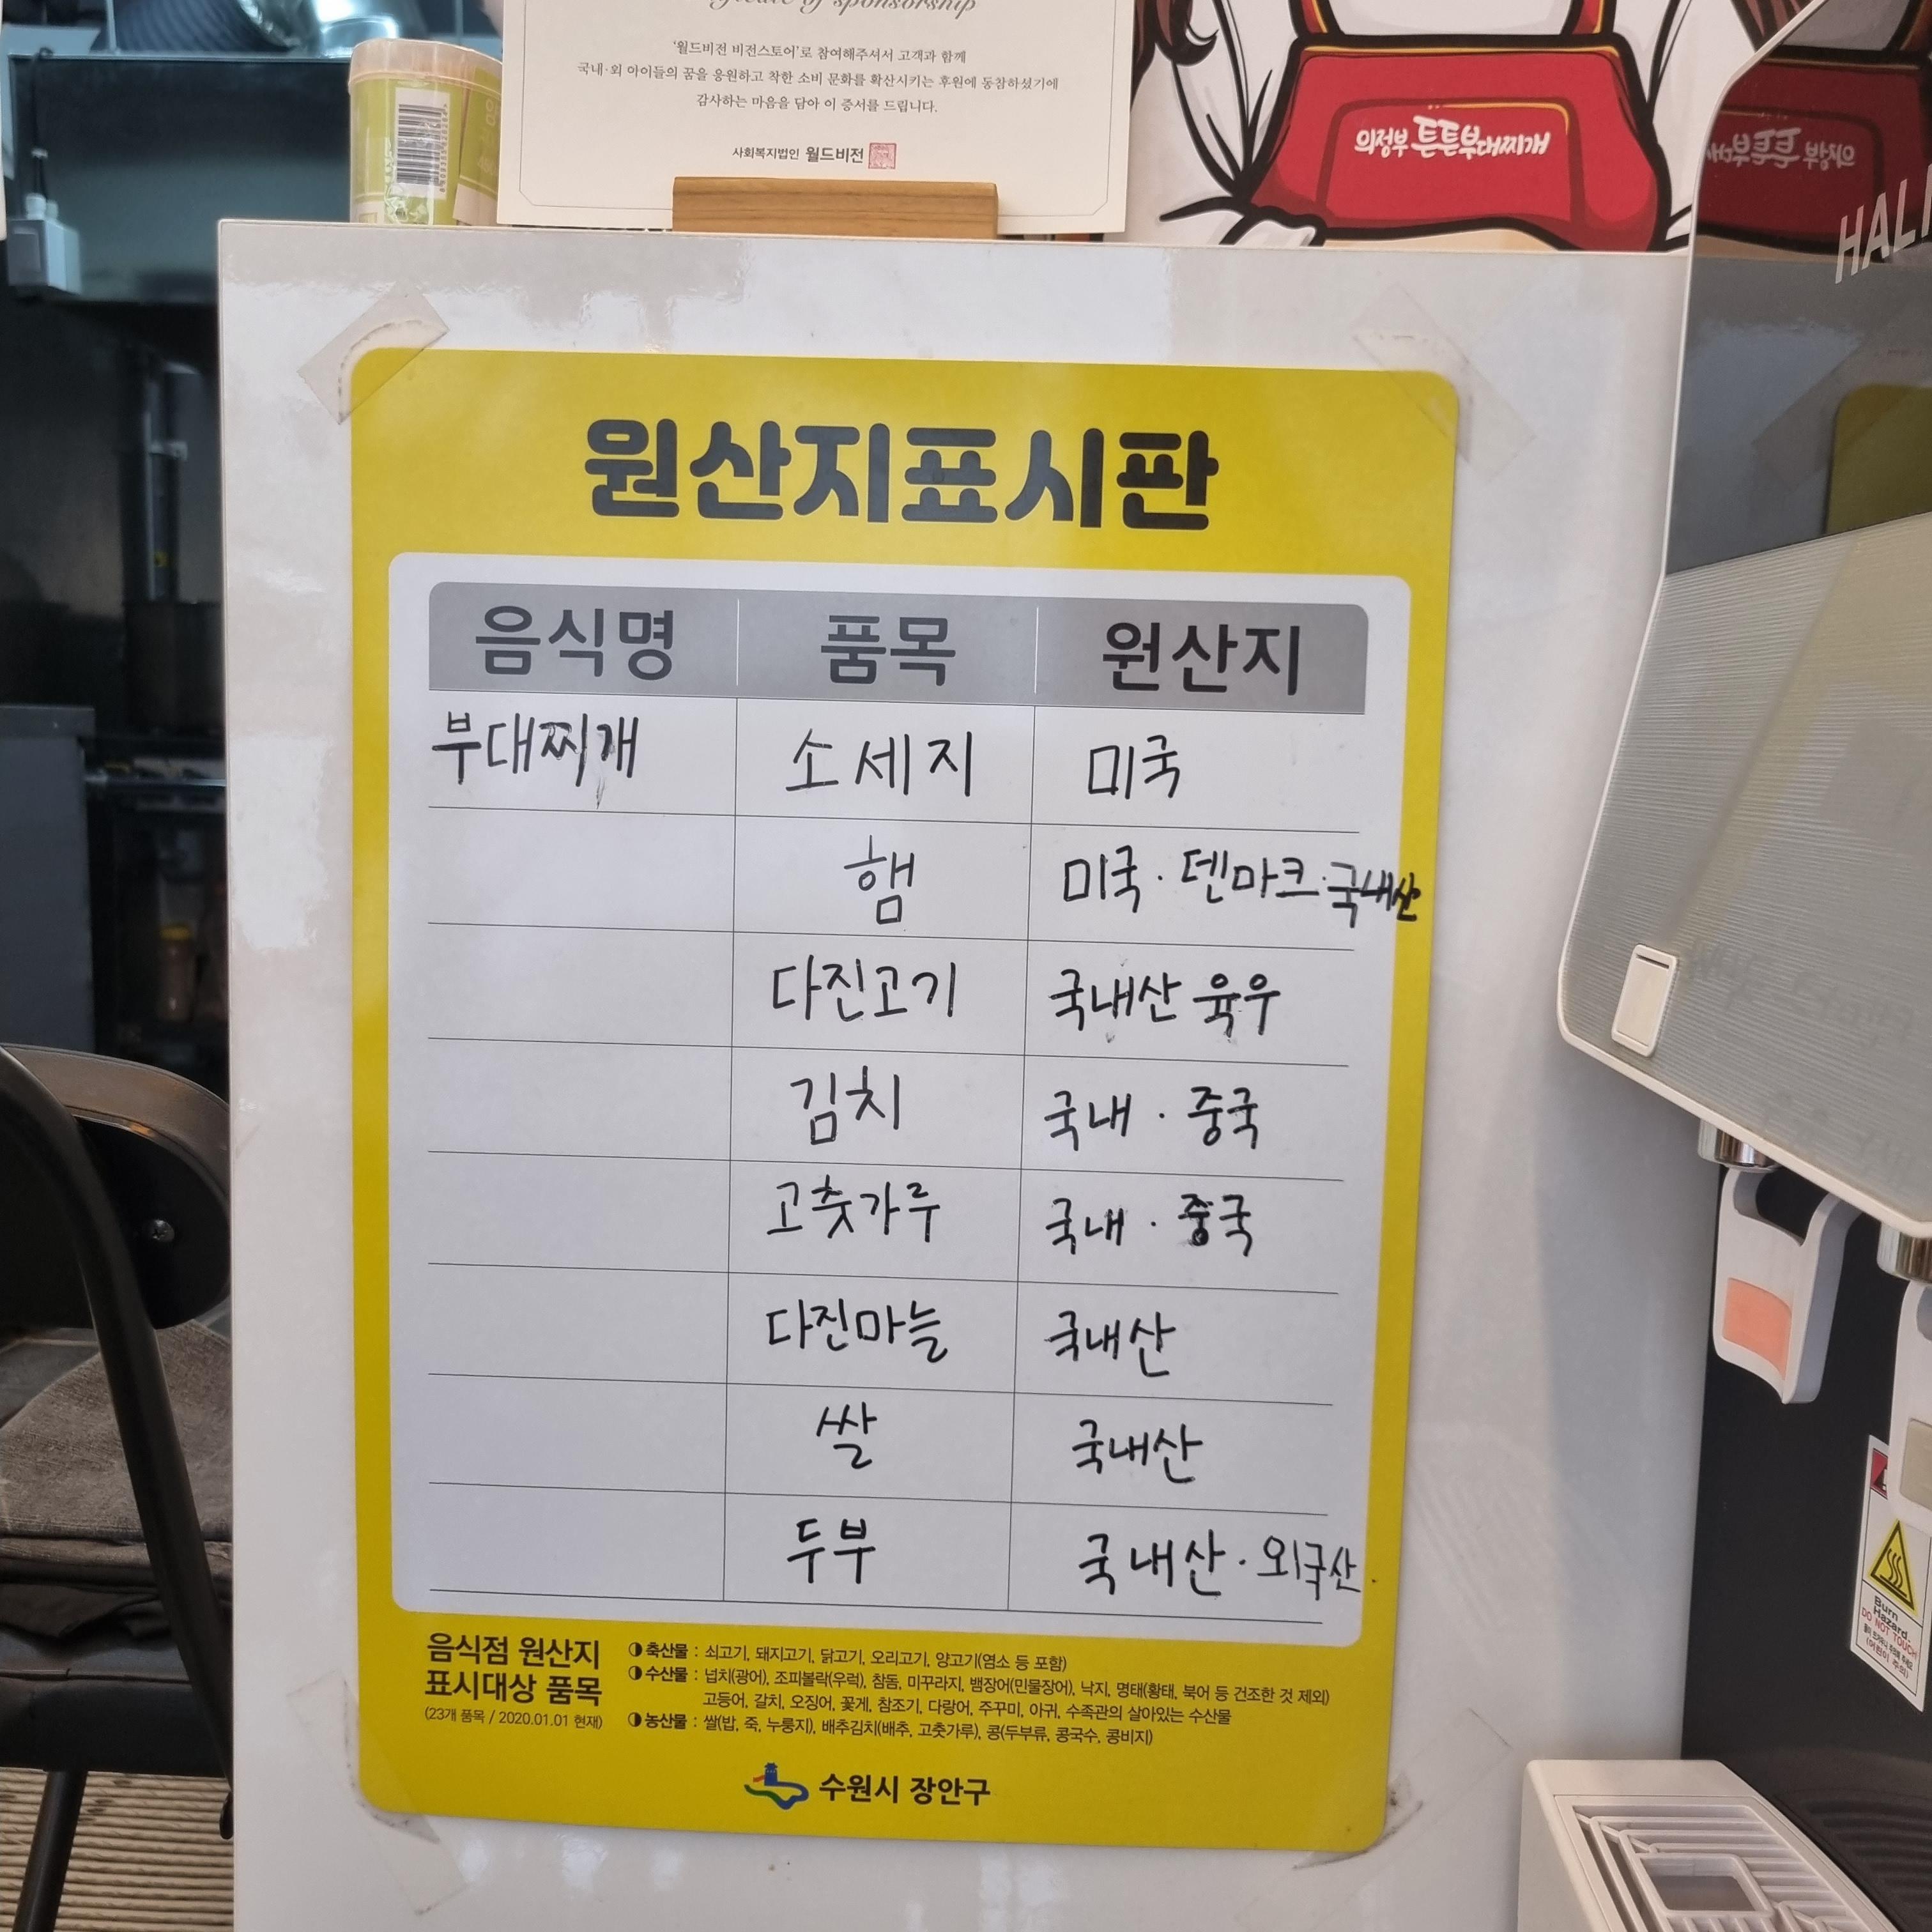 of sponsorship
'월드비전 비전스토어'로 참여해주셔서 고객과 함께
국내·외 아이들의 꿈을 응원하고 착한 소비 문화를 확산시키는 후원에 동참하셨기에
감사하는 마음을 담아 이 증서를 드립니다.
사회복지법인 월드비전
의정부 튼튼부대찌개
원산지표시판
음식명 품목 원산지
부대찌개 소세지 미국
햄 미국·덴마크·국내산
다진고기 국내산 육우
김치 국내·중국
고춧가루 국내·중국
다진마늘 국내산
쌀 국내산
두부 국내산·외국산.
음식점 원산지
표시대상 품목
(23개 품목 / 2020.01.01 현재)
축산물 : 쇠고기, 돼지고기, 닭고기, 오리고기, 양고기(염소 등 포함)
수산물 : 넙치(광어), 조피볼락(우럭), 참돔, 미꾸라지, 뱀장어(민물장어), 낙지, 명태(황태, 북어 등 건조한 것 제외)
고등어, 갈치, 오징어, 꽃게, 참조기, 다랑어, 주꾸미, 아귀, 수족관의 살아있는 수산물
농산물 : 쌀(밥, 죽, 누룽지), 배추김치(배추, 고춧가루), 콩(두부류, 콩국수, 콩비지)
수원시 장안구
Burn
Hazard.
DO NOT TOUCH
(어린이 주의)